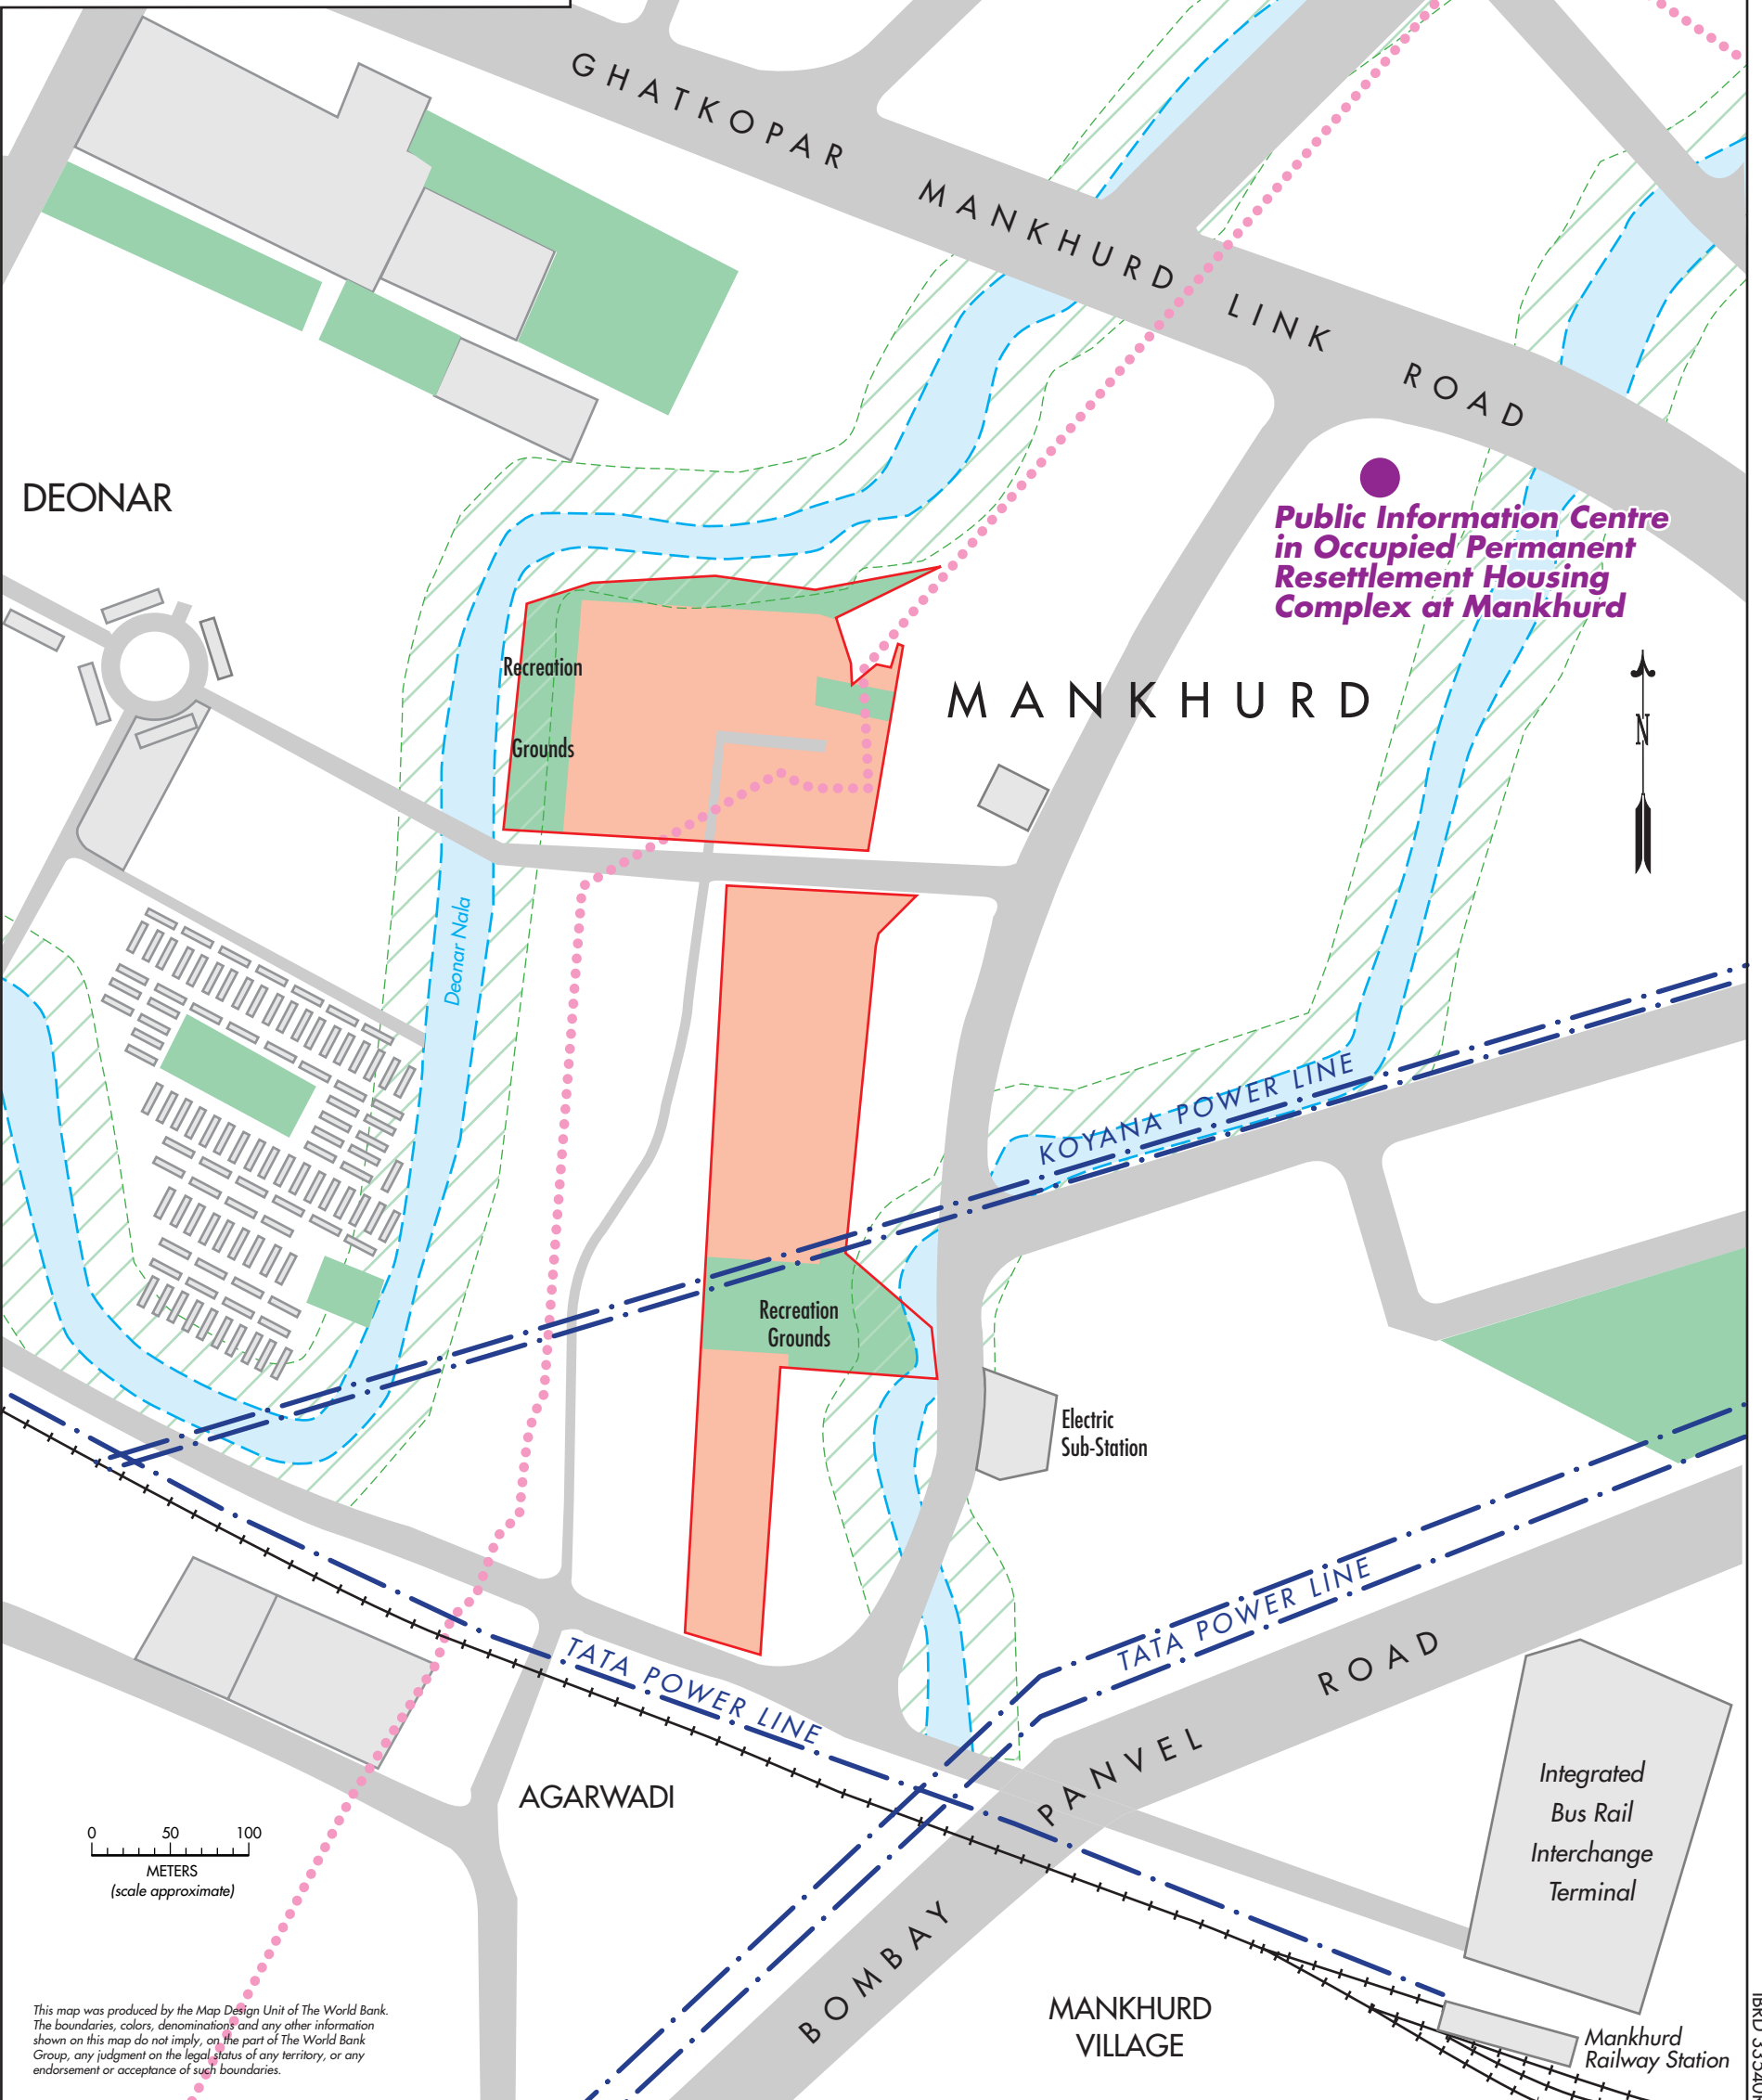 GHATKOPAR MANKHURD LINK ROAD
DEONAR
Public Information Centre
in Occupied Permanent
Resettlement Housing
Complex at Mankhurd
Recreation
Grounds
MANKHURD
N
Deonar Nala
KOYANA POWER LINE
Recreation
Grounds
Electric
Sub-Station
TATA POWER LINE
TATA POWER LINE
BOMBAY PANVEL ROAD
AGARWADI
Integrated
Bus Rail
Interchange
Terminal
0 50 100
METERS
(scale approximate)
MANKHURD
VILLAGE
Mankhurd
Railway Station
This map was produced by the Map Design Unit of The World Bank.
The boundaries, colors, denominations and any other information
shown on this map do not imply, on the part of The World Bank
Group, any judgment on the legal status of any territory, or any
endorsement or acceptance of such boundaries.
IBRD